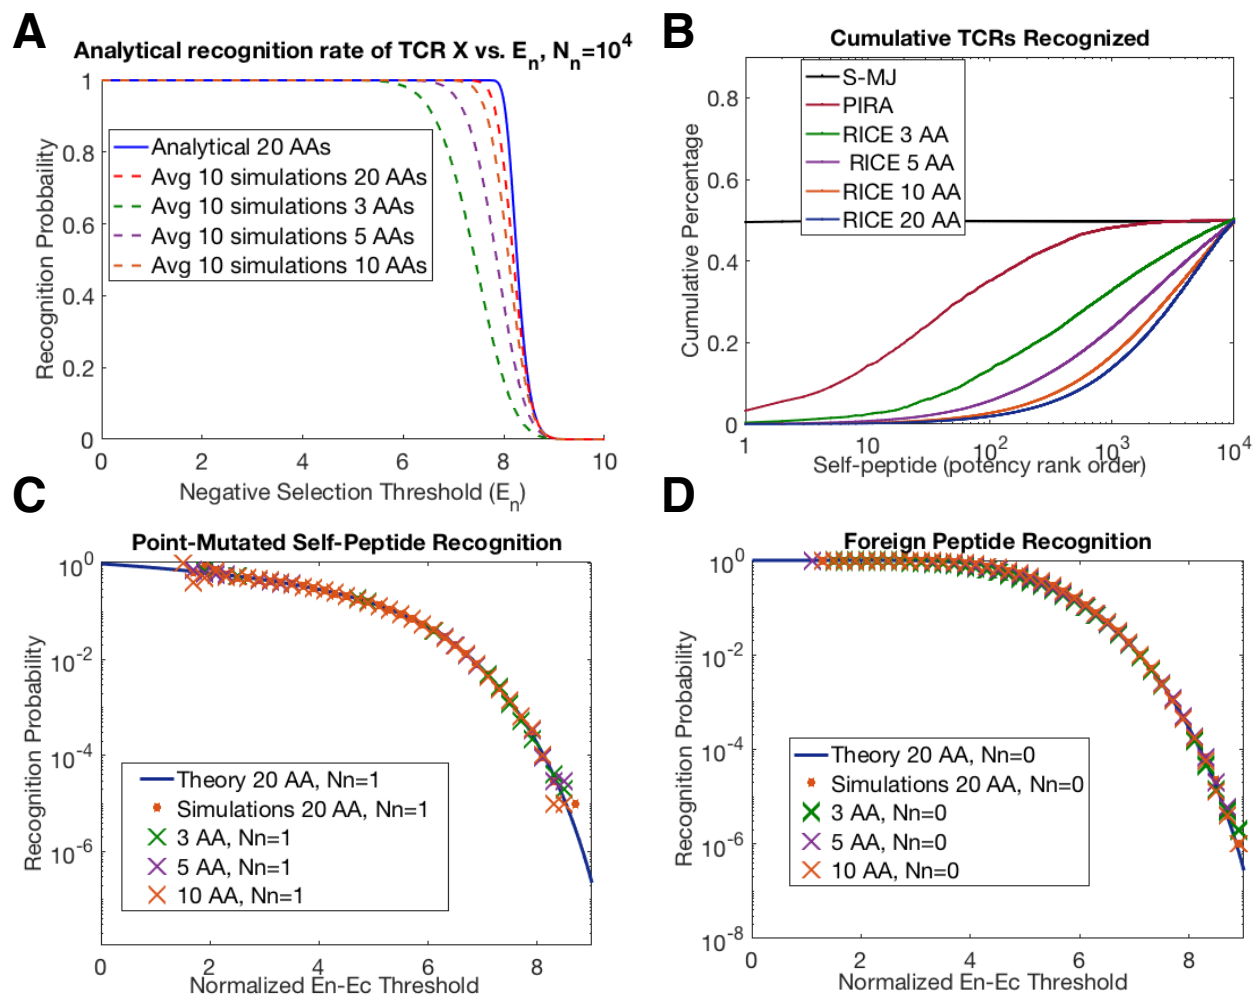 A
Analytical recognition rate of TCR X vs. En, Nn=10^4
Recognition Probbaility
1
0.8
0.6
0.4
0.2
0
Analytical 20 AAs
Avg 10 simulations 20 AAs
Avg 10 simulations 3 AAs
Avg 10 simulations 5 AAs
Avg 10 simulations 10 AAs
0 2 4 6 8 10
Negative Selection Threshold (En)
B
Cumulative TCRs Recognized
Cumulative Percentage
0.8
0.6
0.4
0.2
0
S-MJ
PIRA
RICE 3 AA
RICE 5 AA
RICE 10 AA
RICE 20 AA
1 10 10^2 10^3 10^4
Self-peptide (potency rank order)
C
Point-Mutated Self-Peptide Recognition
Recognition Probability
10^0
10^-2
10^-4
10^-6
Theory 20 AA, Nn=1
Simulations 20 AA, Nn=1
3 AA, Nn=1
5 AA, Nn=1
10 AA, Nn=1
0 2 4 6 8
Normalized En-Ec Threshold
D
Foreign Peptide Recognition
Recognition Probability
10^0
10^-2
10^-4
10^-6
10^-8
Theory 20 AA, Nn=0
Simulations 20 AA, Nn=0
3 AA, Nn=0
5 AA, Nn=0
10 AA, Nn=0
0 2 4 6 8
Normalized En-Ec Threshold